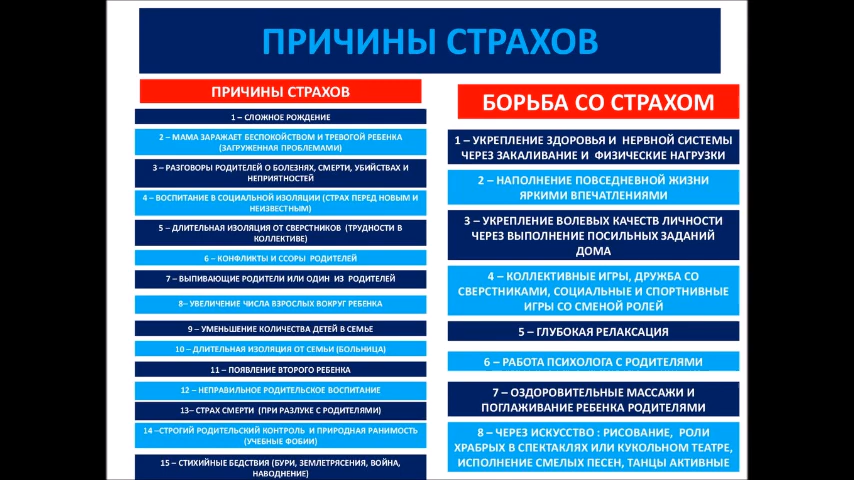 ПРИЧИНЫ СТРАХОВ
ПРИЧИНЫ СТРАХОВ
1 – СЛОЖНОЕ РОЖДЕНИЕ
2 – МАМА ЗАРАЖАЕТ БЕСПОКОЙСТВОМ И ТРЕВОГОЙ РЕБЕНКА
(ЗАГРУЖЕННАЯ ПРОБЛЕМАМИ)
3 – РАЗГОВОРЫ РОДИТЕЛЕЙ О БОЛЕЗНЯХ, СМЕРТИ, УБИЙСТВАХ И
НЕПРИЯТНОСТЕЙ
4 – ВОСПИТАНИЕ В СОЦИАЛЬНОЙ ИЗОЛЯЦИИ (СТРАХ ПЕРЕД НОВЫМ И
НЕИЗВЕСТНЫМ)
5 – ДЛИТЕЛЬНАЯ ИЗОЛЯЦИЯ ОТ СВЕРСТНИКОВ (ТРУДНОСТИ В
КОЛЛЕКТИВЕ)
6 – КОНФЛИКТЫ И ССОРЫ РОДИТЕЛЕЙ
7 – ВЫПИВАЮЩИЕ РОДИТЕЛИ ИЛИ ОДИН ИЗ РОДИТЕЛЕЙ
8– УВЕЛИЧЕНИЕ ЧИСЛА ВЗРОСЛЫХ ВОКРУГ РЕБЕНКА
9 – УМЕНЬШЕНИЕ КОЛИЧЕСТВА ДЕТЕЙ В СЕМЬЕ
10 – ДЛИТЕЛЬНАЯ ИЗОЛЯЦИЯ ОТ СЕМЬИ (БОЛЬНИЦА)
11 – ПОЯВЛЕНИЕ ВТОРОГО РЕБЕНКА
12 – НЕПРАВИЛЬНОЕ РОДИТЕЛЬСКОЕ ВОСПИТАНИЕ
13– СТРАХ СМЕРТИ (ПРИ РАЗЛУКЕ С РОДИТЕЛЯМИ)
14 –СТРОГИЙ РОДИТЕЛЬСКИЙ КОНТРОЛЬ И ПРИРОДНАЯ РАНИМОСТЬ
(УЧЕБНЫЕ ФОБИИ)
15 – СТИХИЙНЫЕ БЕДСТВИЯ (БУРИ, ЗЕМЛЕТРЯСЕНИЯ, ВОЙНА,
НАВОДНЕНИЕ)
БОРЬБА СО СТРАХОМ
1 – УКРЕПЛЕНИЕ ЗДОРОВЬЯ И НЕРВНОЙ СИСТЕМЫ
ЧЕРЕЗ ЗАКАЛИВАНИЕ И ФИЗИЧЕСКИЕ НАГРУЗКИ
2 – НАПОЛНЕНИЕ ПОВСЕДНЕВНОЙ ЖИЗНИ
ЯРКИМИ ВПЕЧАТЛЕНИЯМИ
3 – УКРЕПЛЕНИЕ ВОЛЕВЫХ КАЧЕСТВ ЛИЧНОСТИ
ЧЕРЕЗ ВЫПОЛНЕНИЕ ПОСИЛЬНЫХ ЗАДАНИЙ
ДОМА
4 – КОЛЛЕКТИВНЫЕ ИГРЫ, ДРУЖБА СО
СВЕРСТНИКАМИ, СОЦИАЛЬНЫЕ И СПОРТНИВНЫЕ
ИГРЫ СО СМЕНОЙ РОЛЕЙ
5 – ГЛУБОКАЯ РЕЛАКСАЦИЯ
6 – РАБОТА ПСИХОЛОГА С РОДИТЕЛЯМИ
7 – ОЗДОРОВИТЕЛЬНЫЕ МАССАЖИ И
ПОГЛАЖИВАНИЕ РЕБЕНКА РОДИТЕЛЯМИ
8 – ЧЕРЕЗ ИСКУССТВО : РИСОВАНИЕ, РОЛИ
ХРАБРЫХ В СПЕКТАКЛЯХ ИЛИ КУКОЛЬНОМ ТЕАТРЕ,
ИСПОЛНЕНИЕ СМЕЛЫХ ПЕСЕН, ТАНЦЫ АКТИВНЫЕ